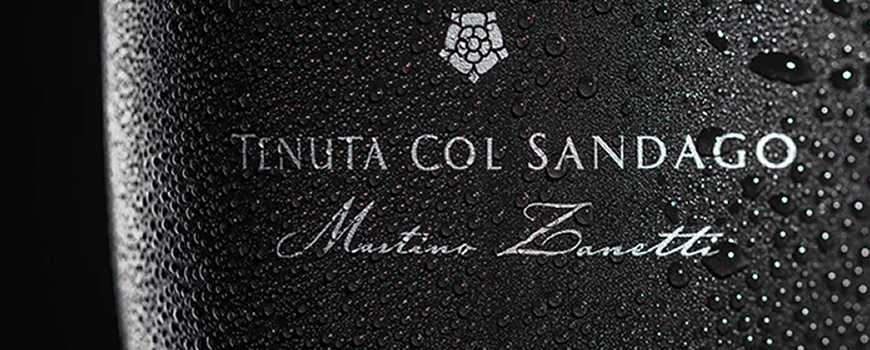 TENUTA COL SANDAGO
Martino Zanetti